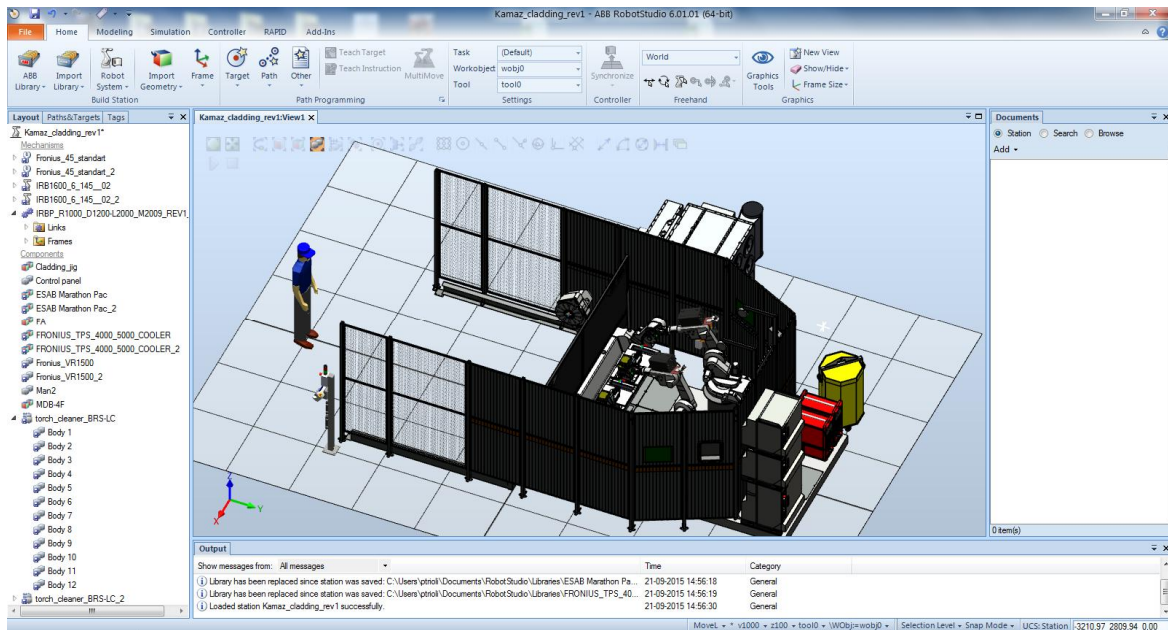 Kamaz_cladding_rev1 - ABB RobotStudio 6.01.01 (64-bit)
File Home Modeling Simulation Controller RAPID Add-Ins
ABB Library Import Library Robot System Import Geometry Frame Target Path Other Teach Target Teach Instruction MultiMove Task (Default) Workobject wobj0 Tool tool0 Synchronize World Graphics Tools New View Show/Hide Frame Size
Build Station Path Programming Settings Controller Freehand Graphics
Layout Paths&Targets Tags
Kamaz_cladding_rev1:View1
Documents
Kamaz_cladding_rev1*
Mechanisms
Fronius_45_standart
Fronius_45_standart_2
IRB1600_6_145__02
IRB1600_6_145__02_2
IRBP_R1000_D1200-L2000_M2009_REV1_
Links
Frames
Components
Cladding_jig
Control panel
ESAB Marathon Pac
ESAB Marathon Pac_2
FA
FRONIUS_TPS_4000_5000_COOLER
FRONIUS_TPS_4000_5000_COOLER_2
Fronius_VR1500
Fronius_VR1500_2
Man2
MDB-4F
torch_cleaner_BRS-LC
Body 1
Body 2
Body 3
Body 4
Body 5
Body 6
Body 7
Body 8
Body 9
Body 10
Body 11
Body 12
torch_cleaner_BRS-LC_2
Z
Y
X
Station Search Browse
Add
0 item(s)
Output
Show messages from: All messages Time Category
Library has been replaced since station was saved: C:\Users\ptrioli\Documents\RobotStudio\Libraries\ESAB Marathon Pa... 21-09-2015 14:56:18 General
Library has been replaced since station was saved: C:\Users\ptrioli\Documents\RobotStudio\Libraries\FRONIUS_TPS_40... 21-09-2015 14:56:19 General
Loaded station Kamaz_cladding_rev1 successfully. 21-09-2015 14:56:30 General
MoveL * v1000 z100 tool0 \WObj:=wobj0 Selection Level Snap Mode UCS: Station -3210.97 2809.94 0.00